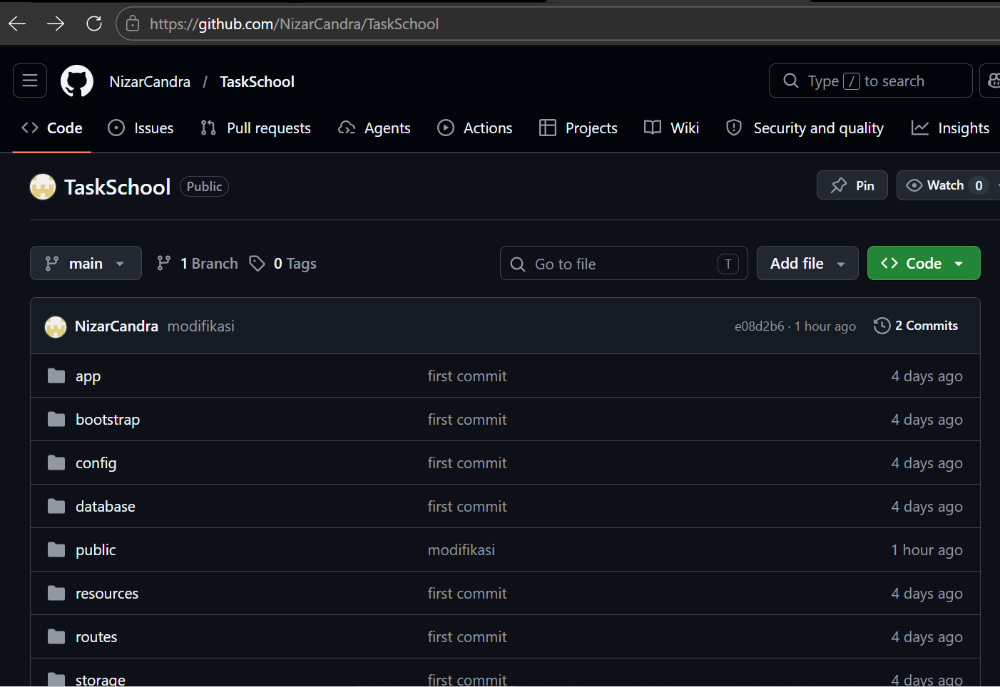 https://github.com/NizarCandra/TaskSchool
NizarCandra / TaskSchool
Type / to search
Code Issues Pull requests Agents Actions Projects Wiki Security and quality Insights
TaskSchool Public
Pin
Watch 0
main
1 Branch
0 Tags
Go to file T
Add file
Code
NizarCandra modifikasi e08d2b6 · 1 hour ago 2 Commits
app first commit 4 days ago
bootstrap first commit 4 days ago
config first commit 4 days ago
database first commit 4 days ago
public modifikasi 1 hour ago
resources first commit 4 days ago
routes first commit 4 days ago
storage first commit 4 days ago